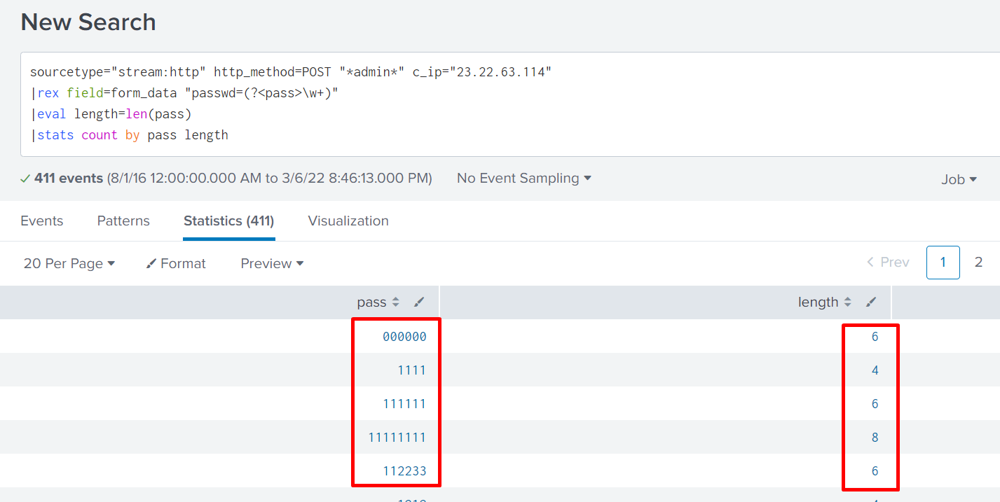 New Search
sourcetype="stream:http" http_method=POST "*admin*" c_ip="23.22.63.114"
|rex field=form_data "passwd=(?<pass>\w+)"
|eval length=len(pass)
|stats count by pass length
411 events (8/1/16 12:00:00.000 AM to 3/6/22 8:46:13.000 PM) No Event Sampling Job
Events Patterns Statistics (411) Visualization
20 Per Page Format Preview Prev 1 2
pass length
000000 6
1111 4
111111 6
11111111 8
112233 6